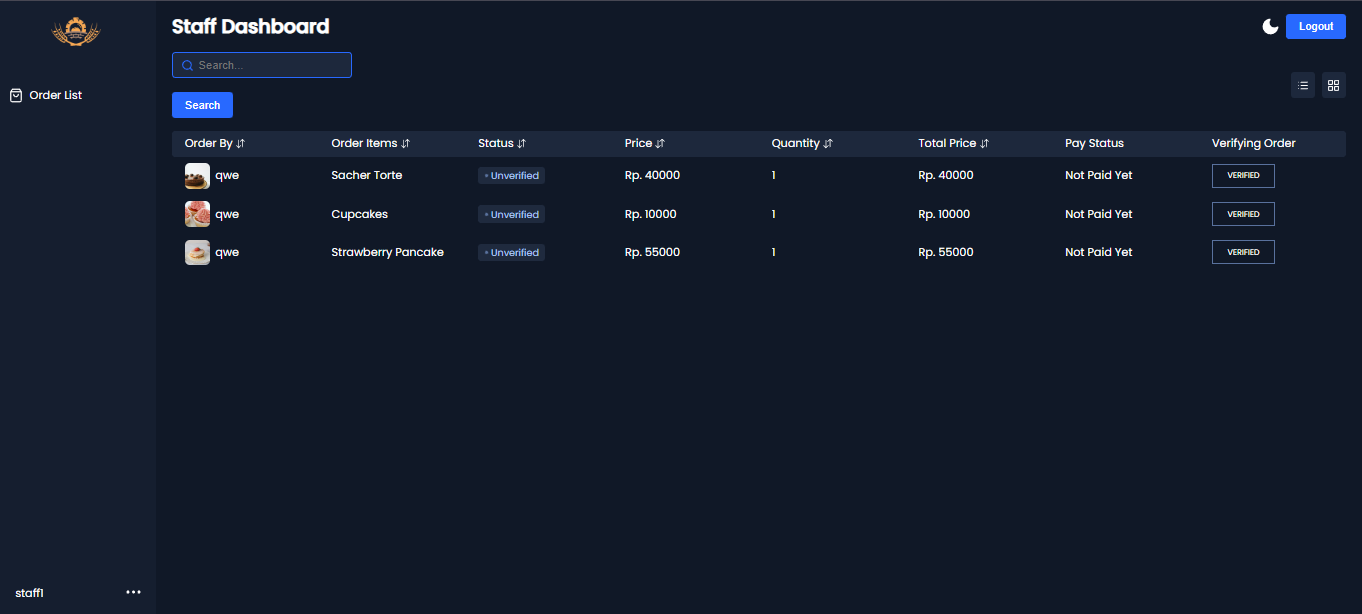 Staff Dashboard
Logout
Search...
Order List
Search
Order By Order Items Status Price Quantity Total Price Pay Status Verifying Order
qwe Sacher Torte Unverified Rp. 40000 1 Rp. 40000 Not Paid Yet VERIFIED
qwe Cupcakes Unverified Rp. 10000 1 Rp. 10000 Not Paid Yet VERIFIED
qwe Strawberry Pancake Unverified Rp. 55000 1 Rp. 55000 Not Paid Yet VERIFIED
staff1